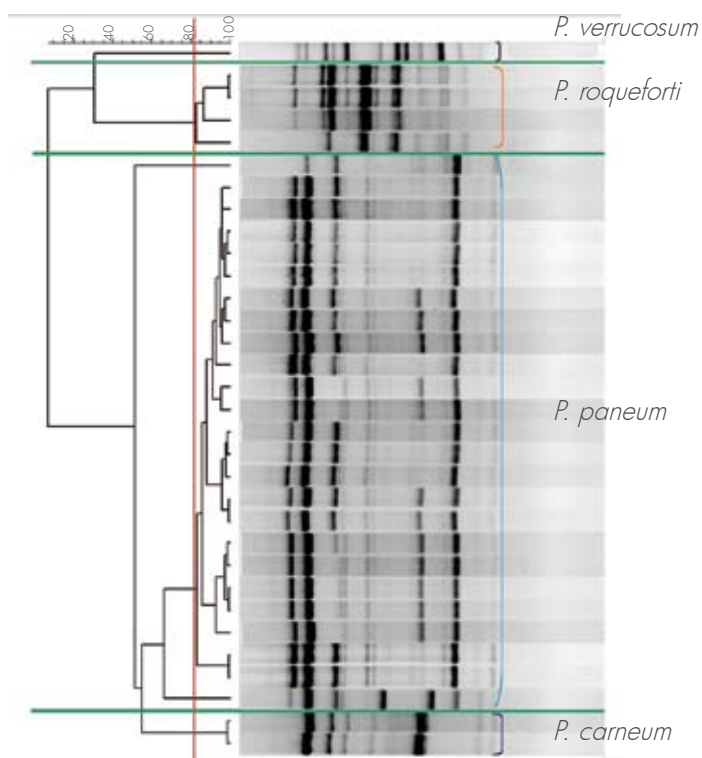 20
40
60
80
100
P. verrucosum
P. roqueforti
P. paneum
P. carneum